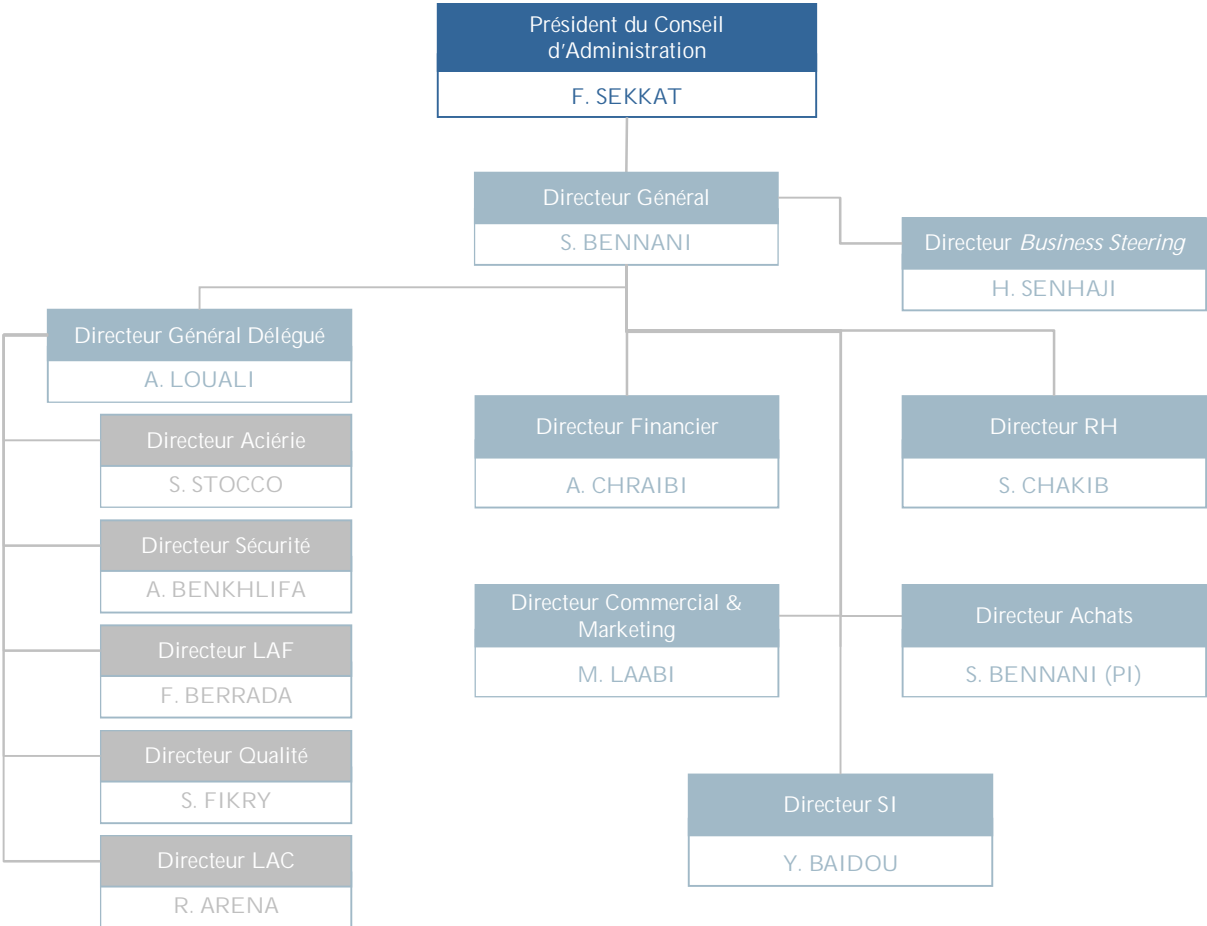 Président du Conseil
d'Administration
F. SEKKAT
Directeur Général
S. BENNANI
Directeur Business Steering
H. SENHAJI
Directeur Général Délégué
A. LOUALI
Directeur Aciérie
S. STOCCO
Directeur Sécurité
A. BENKHLIFA
Directeur LAF
F. BERRADA
Directeur Qualité
S. FIKRY
Directeur LAC
R. ARENA
Directeur Financier
A. CHRAIBI
Directeur RH
S. CHAKIB
Directeur Commercial &
Marketing
M. LAABI
Directeur Achats
S. BENNANI (PI)
Directeur SI
Y. BAIDOU